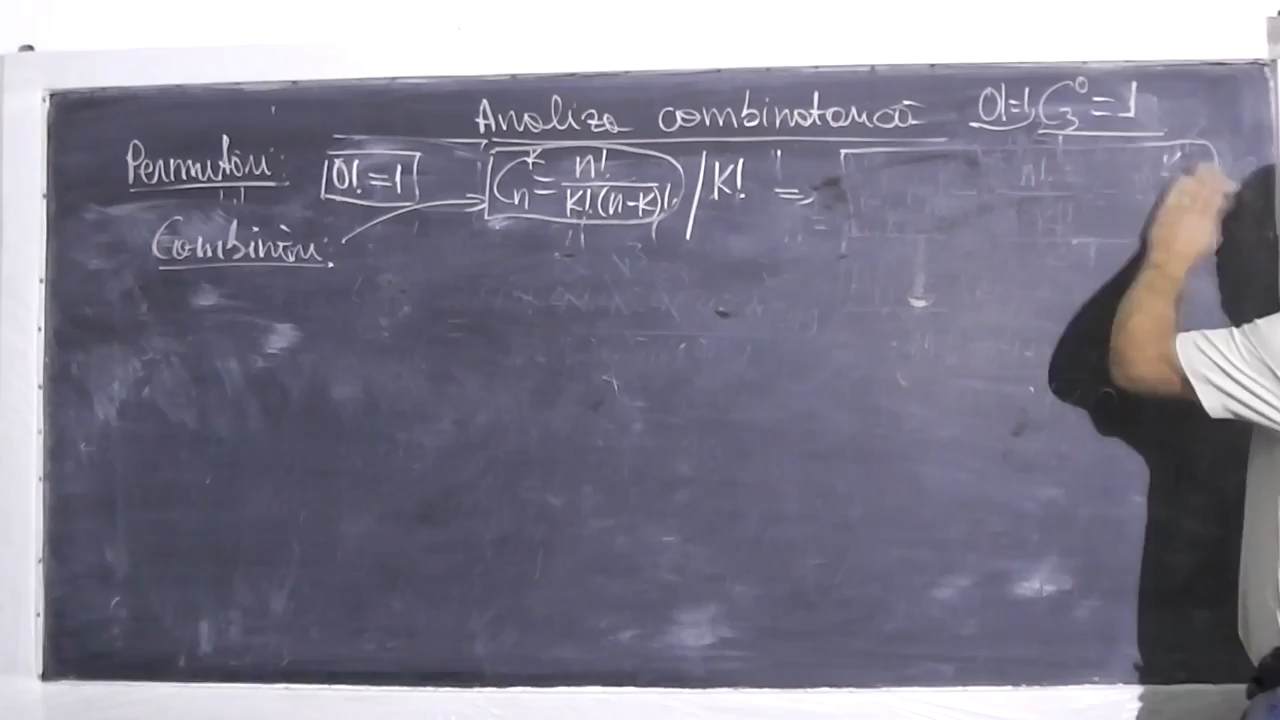 Analiza combinatorică 0!=1, C₃⁰=1
Permutări: 0!=1 Cₙᵏ = n!/(k!(n-k)!) / k! =>
Combinări: